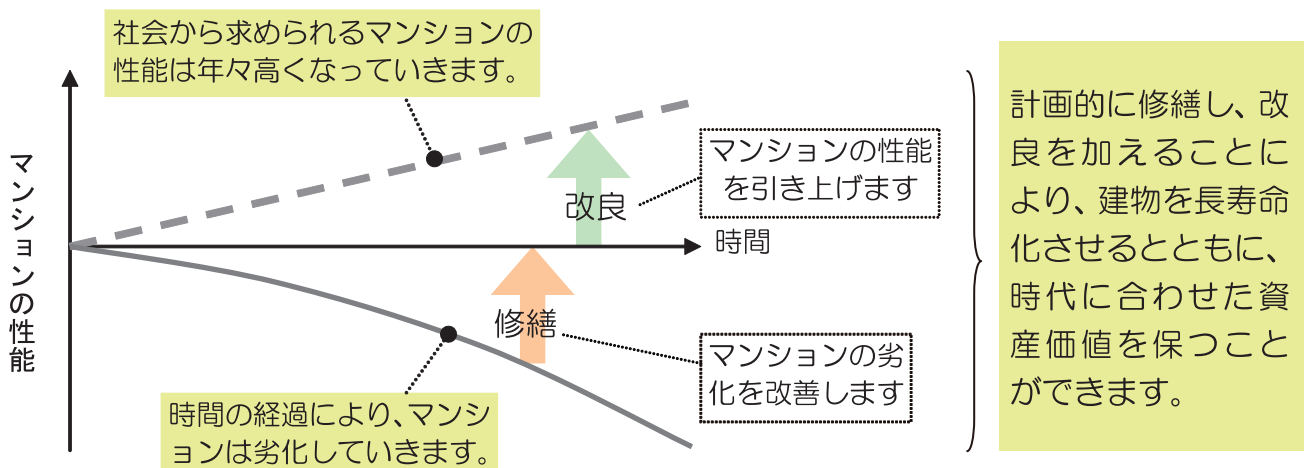 社会から求められるマンションの
性能は年々高くなっていきます。
マンションの性能
改良
マンションの性能
を引き上げます
時間
修繕
マンションの劣
化を改善します
時間の経過により、マンシ
ョンは劣化していきます。
計画的に修繕し、改
良を加えることに
より、建物を長寿命
化させるとともに、
時代に合わせた資
産価値を保つこと
ができます。